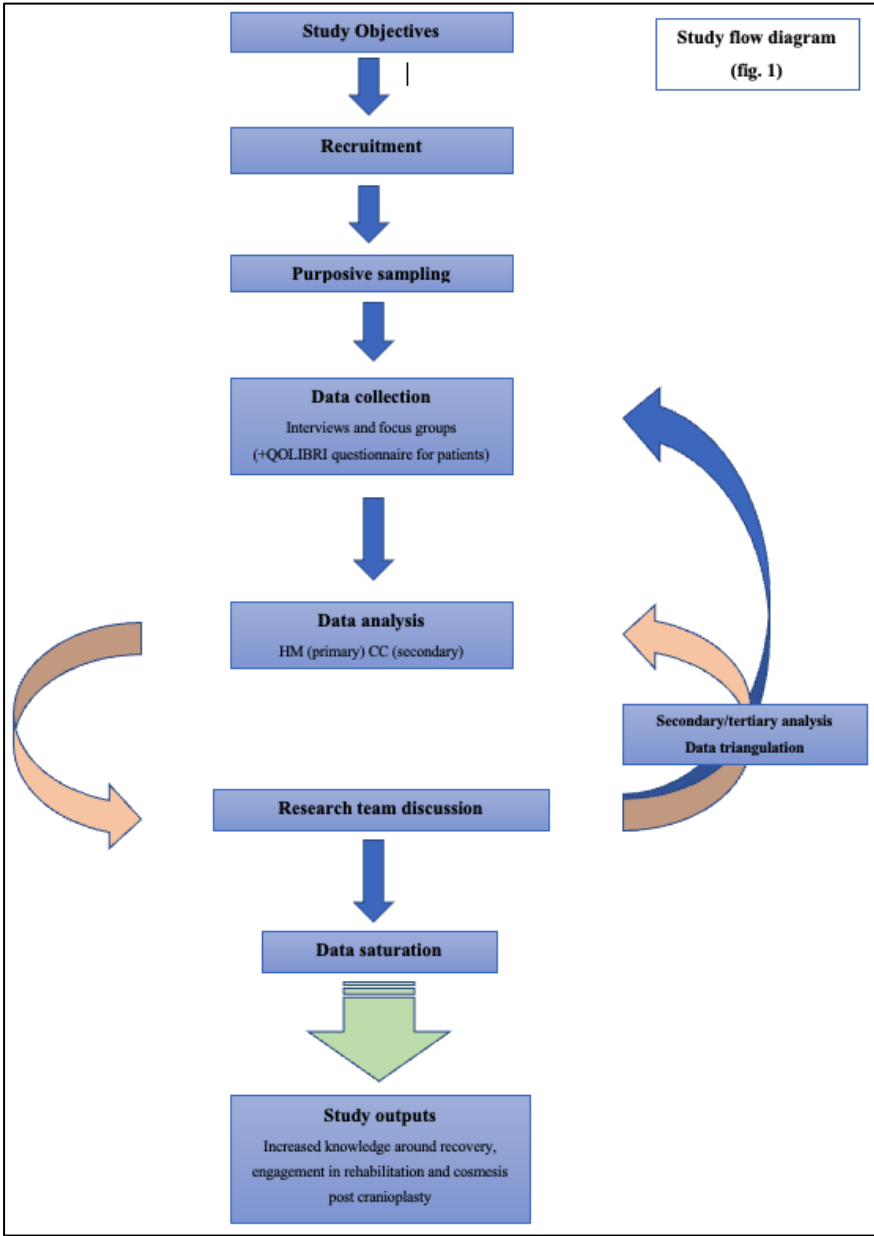 Study Objectives
Study flow diagram
(fig. 1)
Recruitment
Purposive sampling
Data collection
Interviews and focus groups
(+QOLIBRI questionnaire for patients)
Data analysis
HM (primary) CC (secondary)
Secondary/tertiary analysis
Data triangulation
Research team discussion
Data saturation
Study outputs
Increased knowledge around recovery,
engagement in rehabilitation and cosmesis
post cranioplasty